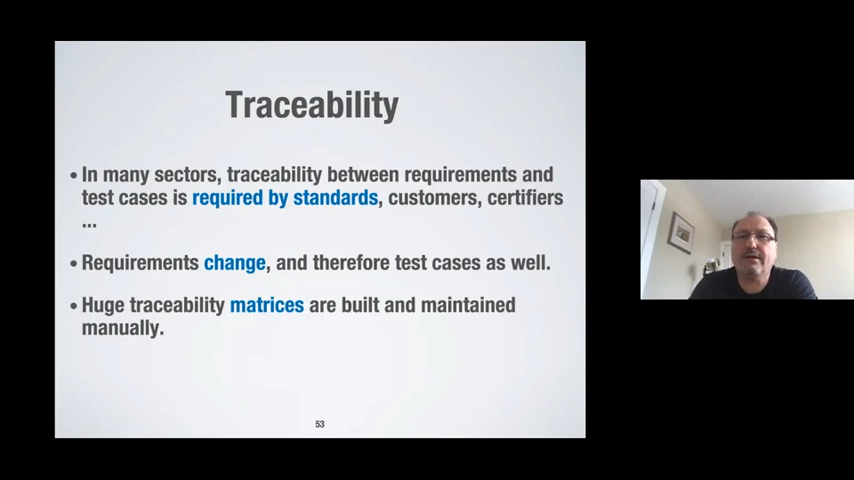 Traceability
• In many sectors, traceability between requirements and
test cases is required by standards, customers, certifiers
...
• Requirements change, and therefore test cases as well.
• Huge traceability matrices are built and maintained
manually.
53